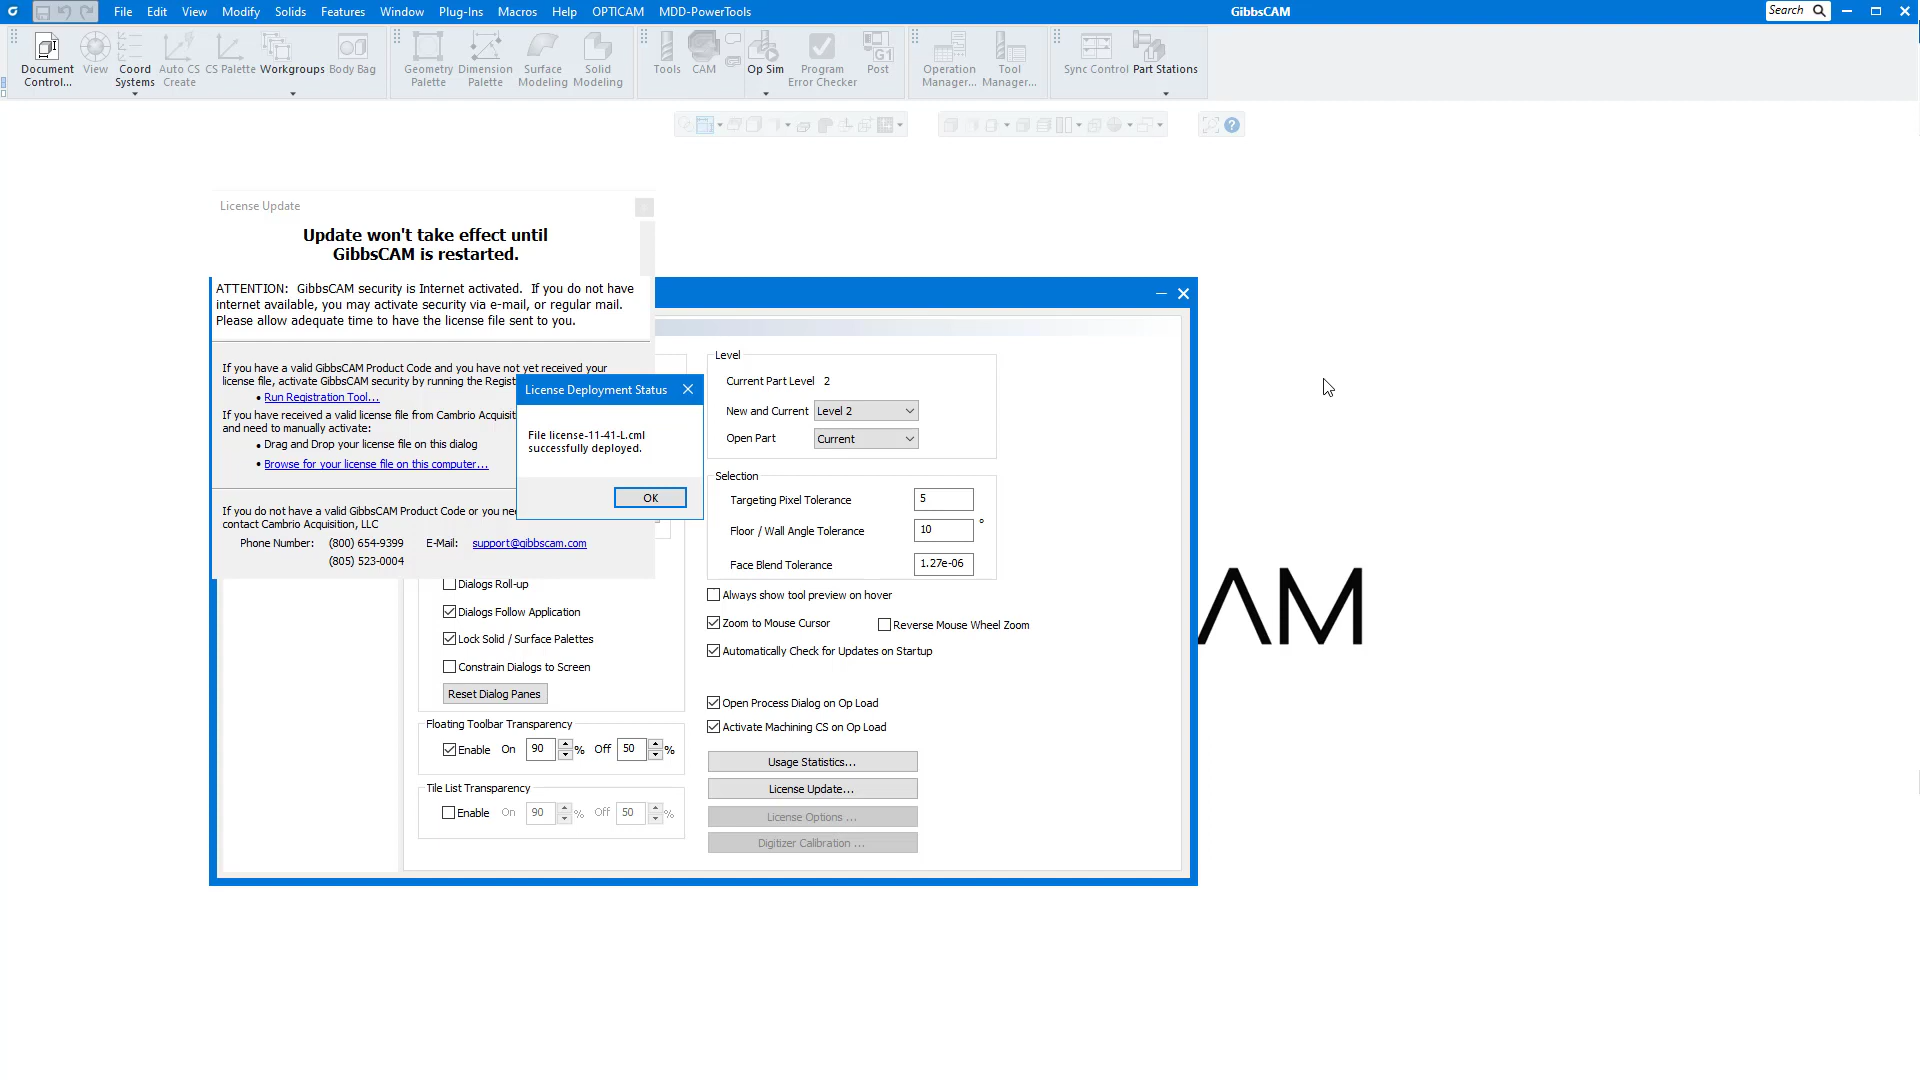 File Edit View Modify Solids Features Window Plug-Ins Macros Help OPTICAM MDD-PowerTools
GibbsCAM
Search
Document Control...
View
Coord Systems
Auto CS Create
CS Palette
Workgroups
Body Bag
Geometry Palette
Dimension Palette
Surface Modeling
Solid Modeling
Tools
CAM
Op Sim
Program Error Checker
G1
Post
Operation Manager...
Tool Manager...
Sync Control
Part Stations
License Update
Update won't take effect until
GibbsCAM is restarted.
ATTENTION: GibbsCAM security is Internet activated. If you do not have
internet available, you may activate security via e-mail, or regular mail.
Please allow adequate time to have the license file sent to you.
If you have a valid GibbsCAM Product Code and you have not yet received your
license file, activate GibbsCAM security by running the Regist
• Run Registration Tool...
If you have received a valid license file from Cambrio Acquisiti
and need to manually activate:
• Drag and Drop your license file on this dialog
• Browse for your license file on this computer...
If you do not have a valid GibbsCAM Product Code or you nee
contact Cambrio Acquisition, LLC
Phone Number: (800) 654-9399 E-Mail: support@gibbscam.com
(805) 523-0004
License Deployment Status
File license-11-41-L.cml
successfully deployed.
OK
Level
Current Part Level 2
New and Current Level 2
Open Part Current
Selection
Targeting Pixel Tolerance 5
Floor / Wall Angle Tolerance 10 °
Face Blend Tolerance 1.27e-06
Dialogs Roll-up
Dialogs Follow Application
Lock Solid / Surface Palettes
Constrain Dialogs to Screen
Reset Dialog Panes
Floating Toolbar Transparency
Enable On 90 % Off 50 %
Tile List Transparency
Enable On 90 % Off 50 %
Always show tool preview on hover
Zoom to Mouse Cursor Reverse Mouse Wheel Zoom
Automatically Check for Updates on Startup
Open Process Dialog on Op Load
Activate Machining CS on Op Load
Usage Statistics...
License Update...
License Options ...
Digitizer Calibration ...
AM